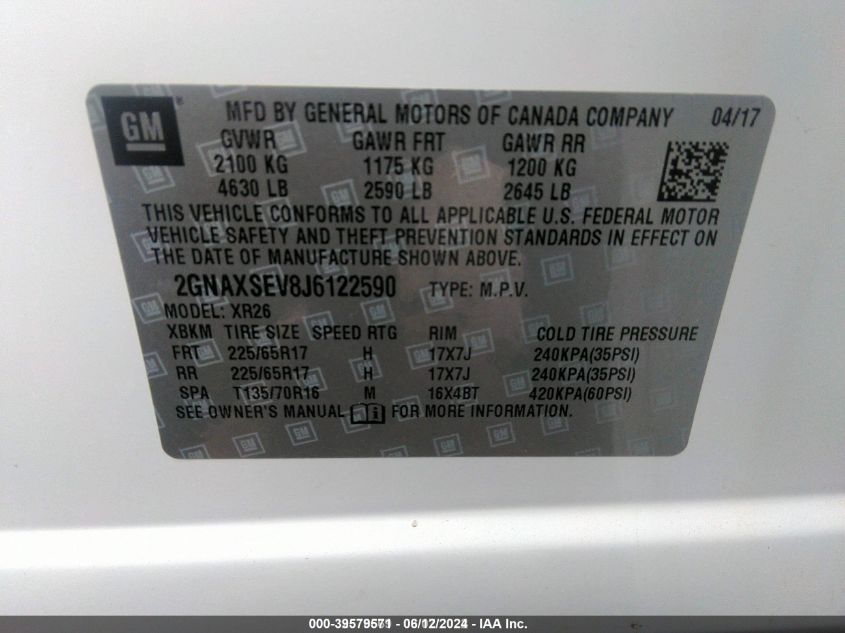 GM ® MFD BY GENERAL MOTORS OF CANADA COMPANY 04/17
GVWR GAWR FRT GAWR RR
2100 KG 1175 KG 1200 KG
4630 LB 2590 LB 2645 LB
THIS VEHICLE CONFORMS TO ALL APPLICABLE U.S. FEDERAL MOTOR
VEHICLE SAFETY AND THEFT PREVENTION STANDARDS IN EFFECT ON
THE DATE OF MANUFACTURE SHOWN ABOVE.
2GNAXSEV8J6122590 TYPE: M.P.V.
MODEL: XR26
XBKM TIRE SIZE SPEED RTG RIM COLD TIRE PRESSURE
FRT 225/65R17 H 17X7J 240KPA(35PSI)
RR 225/65R17 H 17X7J 240KPA(35PSI)
SPA T135/70R16 M 16X4BT 420KPA(60PSI)
SEE OWNER'S MANUAL FOR MORE INFORMATION.
000-39579571 - 06/12/2024 - IAA Inc.